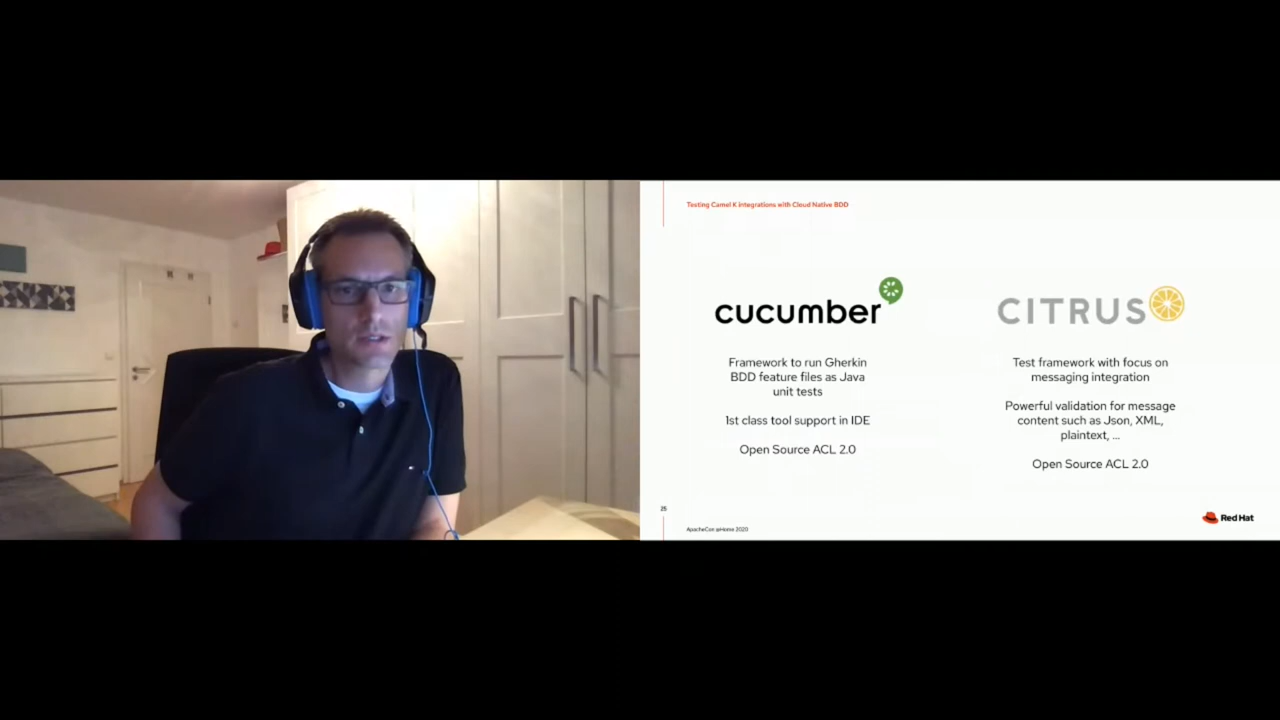 Testing Camel K integrations with Cloud Native BDD
cucumber
CITRUS
Framework to run Gherkin
BDD feature files as Java
unit tests
1st class tool support in IDE
Open Source ACL 2.0
Test framework with focus on
messaging integration
Powerful validation for message
content such as Json, XML,
plaintext, ...
Open Source ACL 2.0
25
ApacheCon @Home 2020
Red Hat